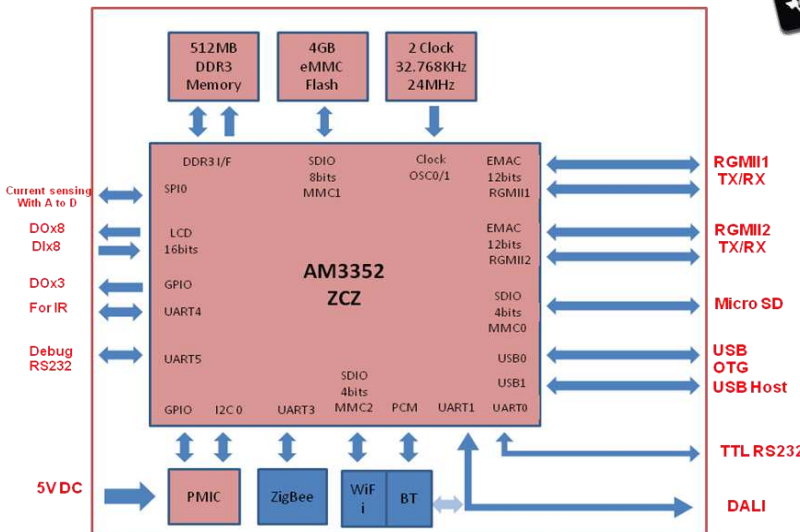 512MB
DDR3
Memory
4GB
eMMC
Flash
2 Clock
32.768KHz
24MHz
DDR3 I/F
SDIO
8bits
MMC1
Clock
OSC0/1
EMAC
12bits
RGMII1
RGMII1
TX/RX
Current sensing
With A to D
SPI0
DOx8
DIx8
LCD
16bits
EMAC
12bits
RGMII2
RGMII2
TX/RX
AM3352
ZCZ
DOx3
GPIO
For IR
UART4
SDIO
4bits
MMC0
Micro SD
Debug
RS232
UART5
USB0
USB
OTG
USB1
USB Host
SDIO
4bits
MMC2
GPIO
I2C 0
UART3
PCM
UART1
UART0
TTL RS232
5V DC
PMIC
ZigBee
WiF
i
BT
DALI